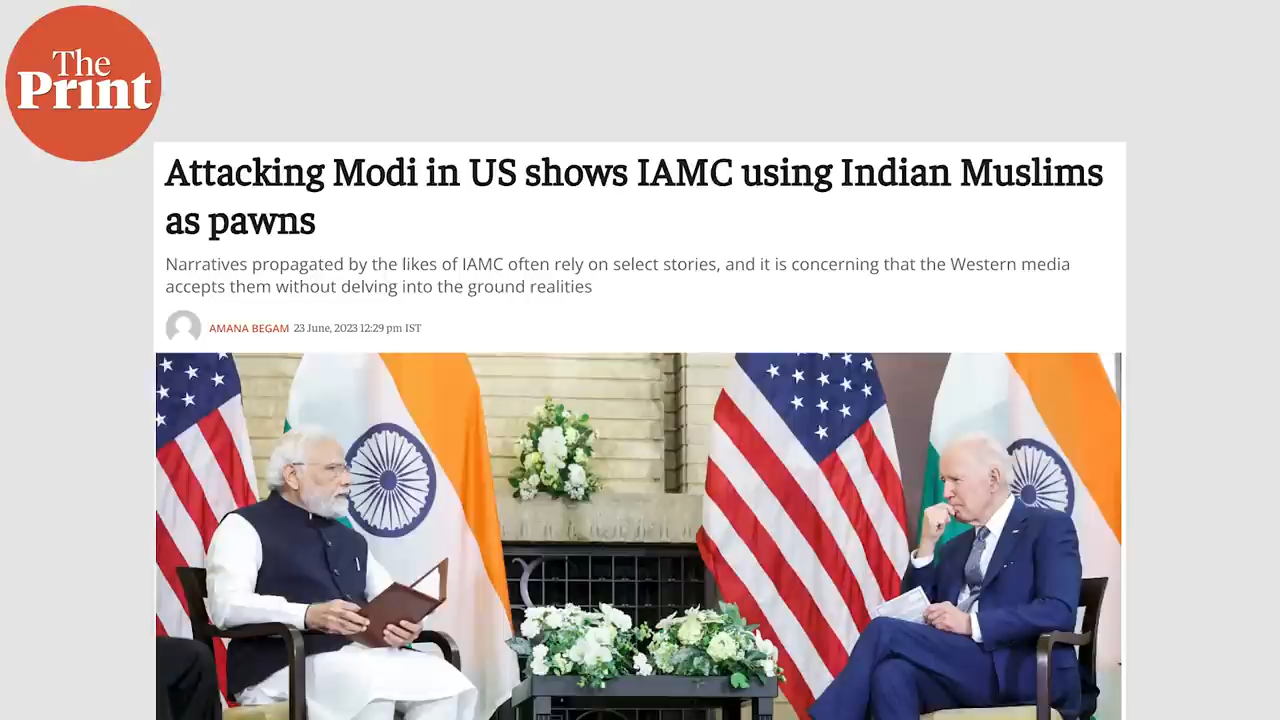 The
Print
Attacking Modi in US shows IAMC using Indian Muslims
as pawns
Narratives propagated by the likes of IAMC often rely on select stories, and it is concerning that the Western media
accepts them without delving into the ground realities
AMANA BEGAM 23 June, 2023 12:29 pm IST